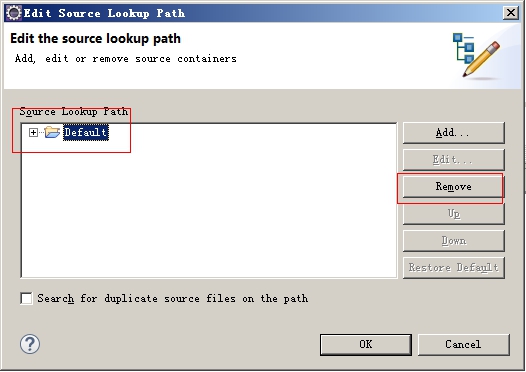 Edit Source Lookup Path
Edit the source lookup path
Add, edit or remove source containers
Source Lookup Path
Default
Add...
Edit...
Remove
Up
Down
Restore Default
Search for duplicate source files on the path
?
OK
Cancel